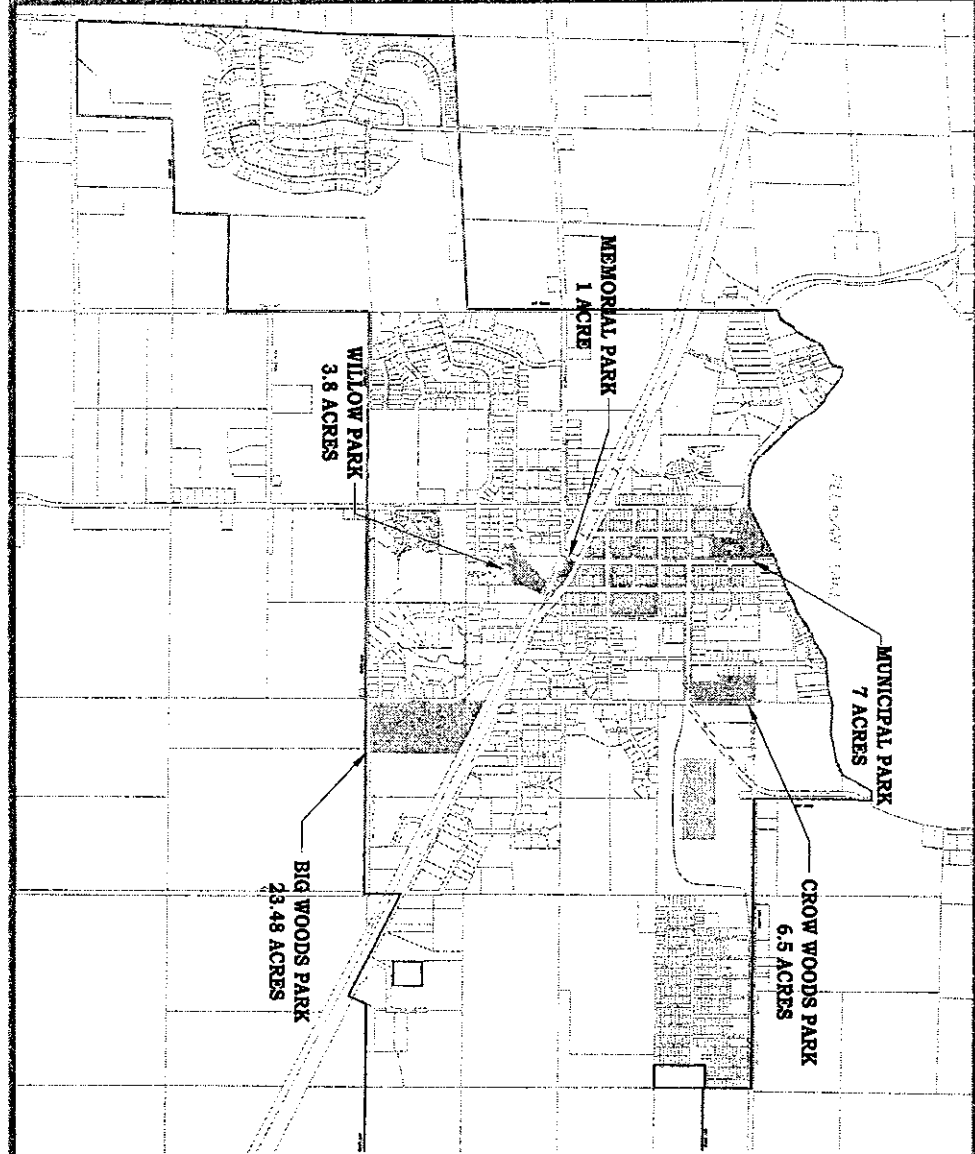 MEMORIAL PARK
1 ACRE
WILLOW PARK
3.8 ACRES
MUNICIPAL PARK
7 ACRES
CROW WOODS PARK
6.5 ACRES
BIG WOODS PARK
23.48 ACRES